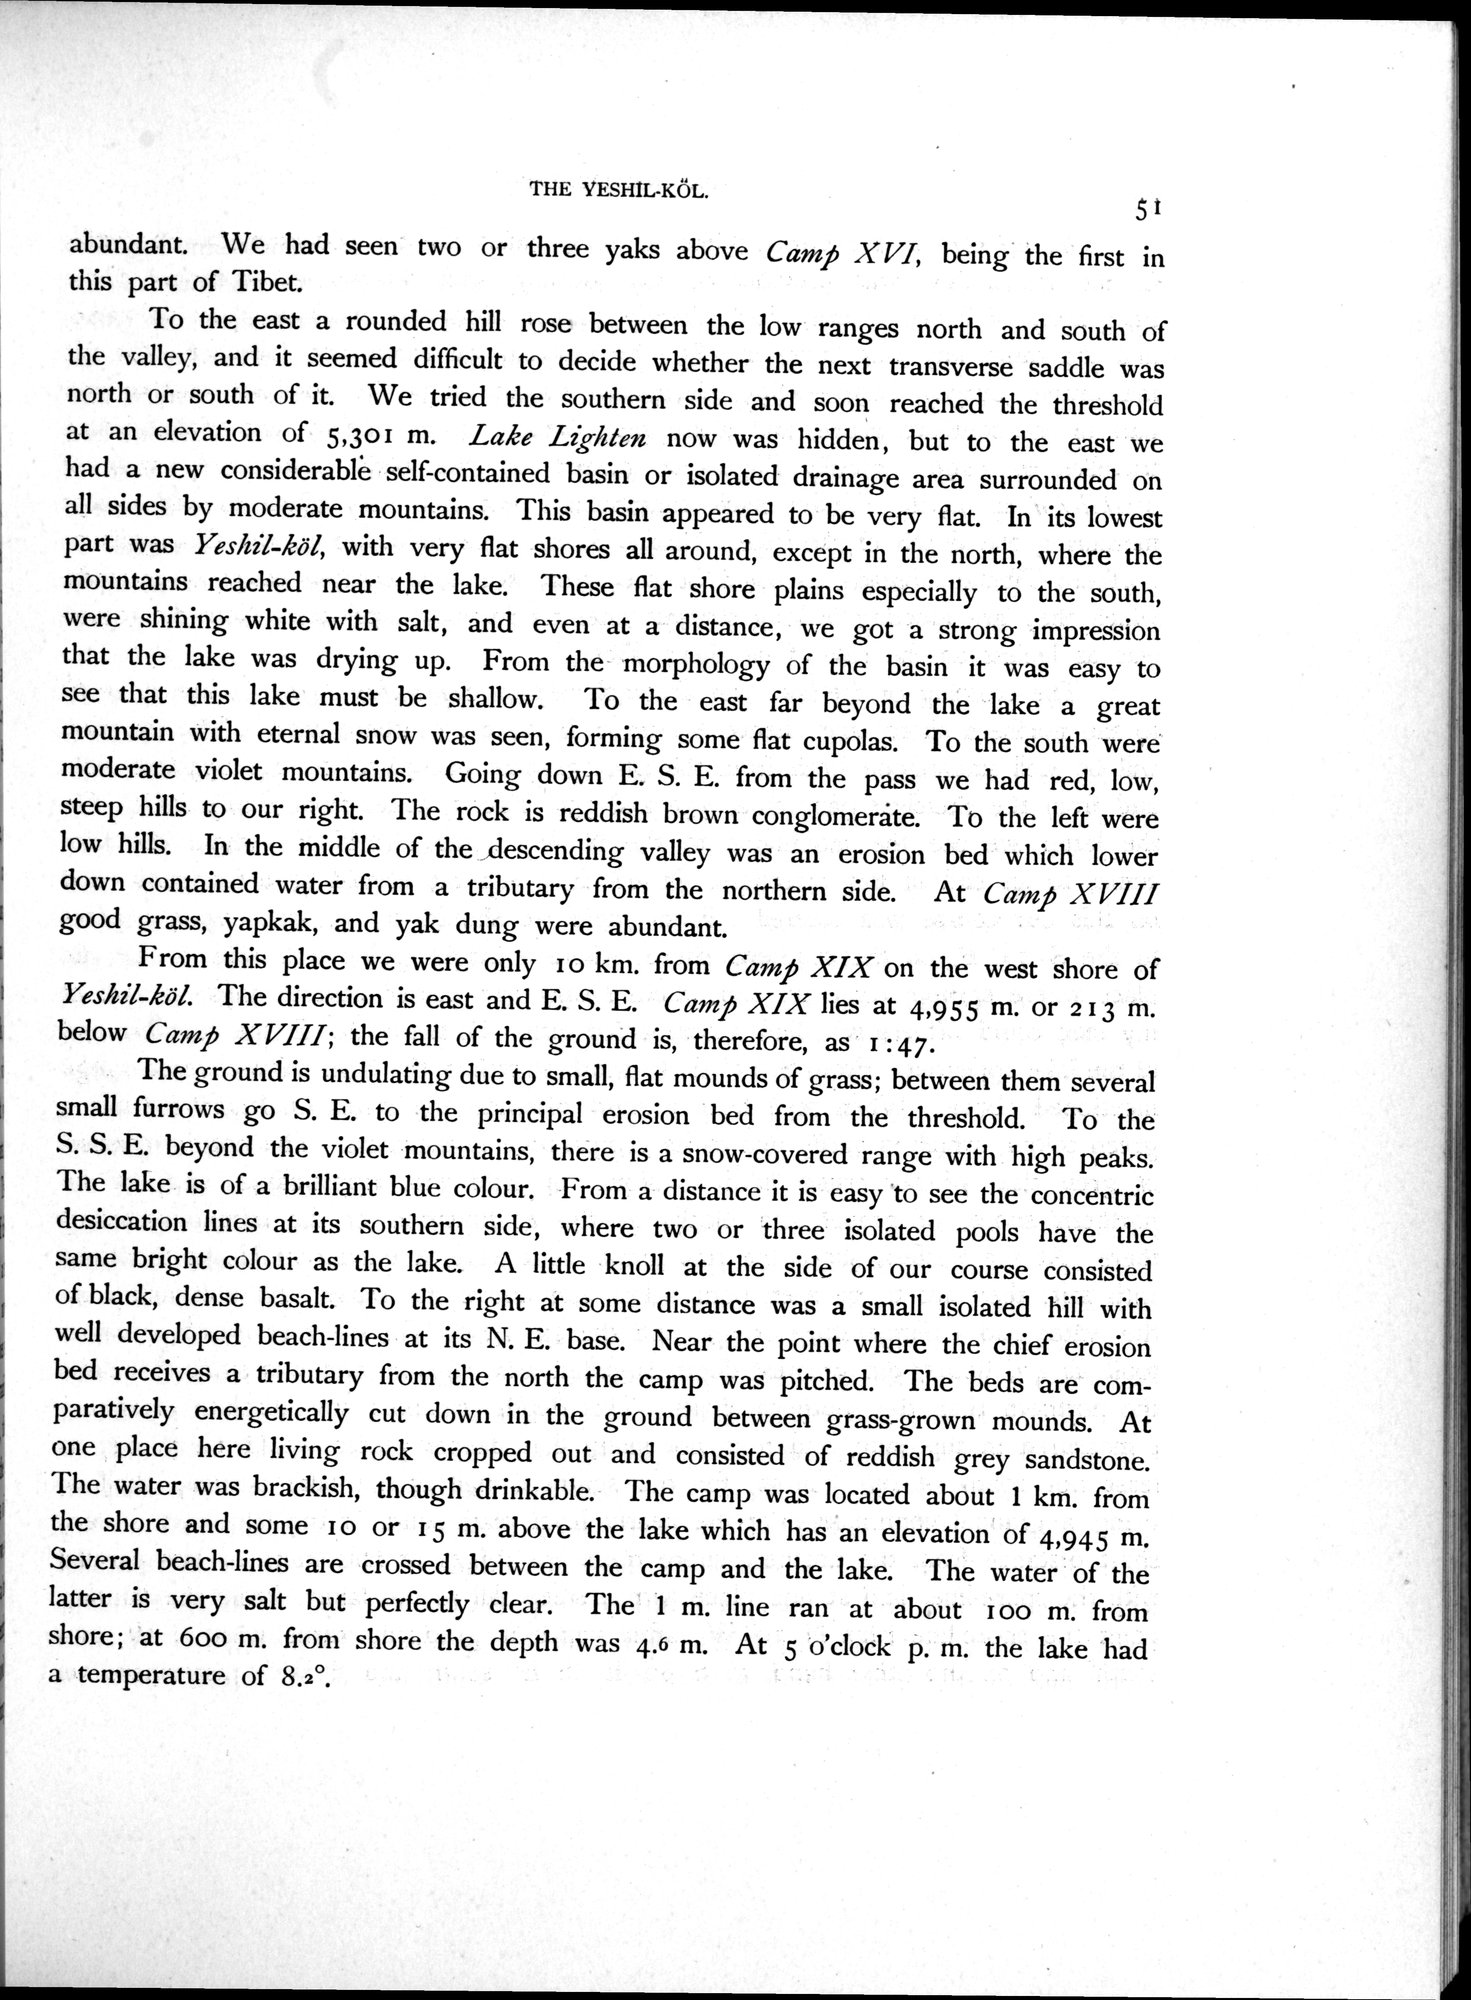 THE YESHIL-KÖL.
51
abundant. We had seen two or three yaks above Camp XVI, being the first in
this part of Tibet.
To the east a rounded hill rose between the low ranges north and south of
the valley, and it seemed difficult to decide whether the next transverse saddle was
north or south of it. We tried the southern side and soon reached the threshold
at an elevation of 5,301 m. Lake Lighten now was hidden, but to the east we
had a new considerable self-contained basin or isolated drainage area surrounded on
all sides by moderate mountains. This basin appeared to be very flat. In its lowest
part was Yeshil-köl, with very flat shores all around, except in the north, where the
mountains reached near the lake. These flat shore plains especially to the south,
were shining white with salt, and even at a distance, we got a strong impression
that the lake was drying up. From the morphology of the basin it was easy to
see that this lake must be shallow. To the east far beyond the lake a great
mountain with eternal snow was seen, forming some flat cupolas. To the south were
moderate violet mountains. Going down E. S. E. from the pass we had red, low,
steep hills to our right. The rock is reddish brown conglomerate. To the left were
low hills. In the middle of the descending valley was an erosion bed which lower
down contained water from a tributary from the northern side. At Camp XVIII
good grass, yapkak, and yak dung were abundant.
From this place we were only 10 km. from Camp XIX on the west shore of
Yeshil-köl. The direction is east and E. S. E. Camp XIX lies at 4,955 m. or 213 m.
below Camp XVIII; the fall of the ground is, therefore, as 1:47.
The ground is undulating due to small, flat mounds of grass; between them several
small furrows go S. E. to the principal erosion bed from the threshold. To the
S. S. E. beyond the violet mountains, there is a snow-covered range with high peaks.
The lake is of a brilliant blue colour. From a distance it is easy to see the concentric
desiccation lines at its southern side, where two or three isolated pools have the
same bright colour as the lake. A little knoll at the side of our course consisted
of black, dense basalt. To the right at some distance was a small isolated hill with
well developed beach-lines at its N. E. base. Near the point where the chief erosion
bed receives a tributary from the north the camp was pitched. The beds are com-
paratively energetically cut down in the ground between grass-grown mounds. At
one place here living rock cropped out and consisted of reddish grey sandstone.
The water was brackish, though drinkable. The camp was located about 1 km. from
the shore and some 10 or 15 m. above the lake which has an elevation of 4,945 m.
Several beach-lines are crossed between the camp and the lake. The water of the
latter is very salt but perfectly clear. The 1 m. line ran at about 100 m. from
shore; at 600 m. from shore the depth was 4.6 m. At 5 o'clock p. m. the lake had
a temperature of 8.2°.